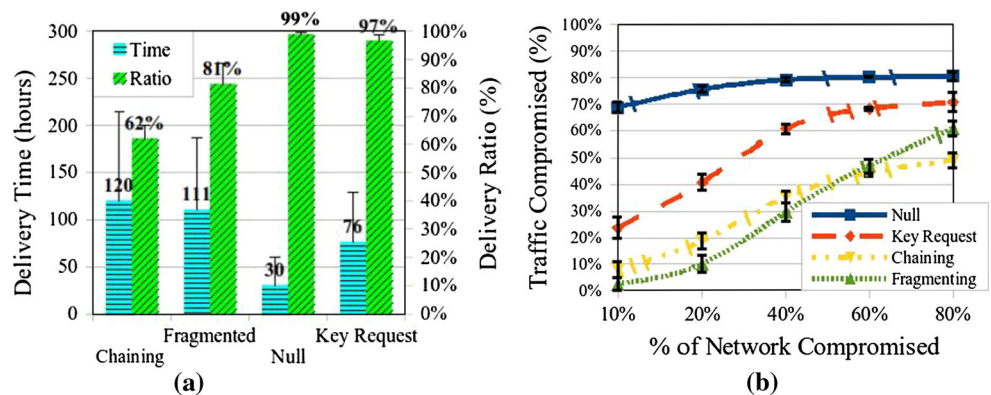 Delivery Time (hours)
300
250
200
150
100
50
0
Time
Ratio
120
62%
111
81%
30
99%
76
97%
100%
90%
80%
70%
60%
50%
40%
30%
20%
10%
0%
Delivery Ratio (%)
Fragmented
Key Request
Chaining
Null
(a)
Traffic Compromised (%)
100%
90%
80%
70%
60%
50%
40%
30%
20%
10%
0%
Null
Key Request
Chaining
Fragmenting
10%
20%
40%
60%
80%
% of Network Compromised
(b)